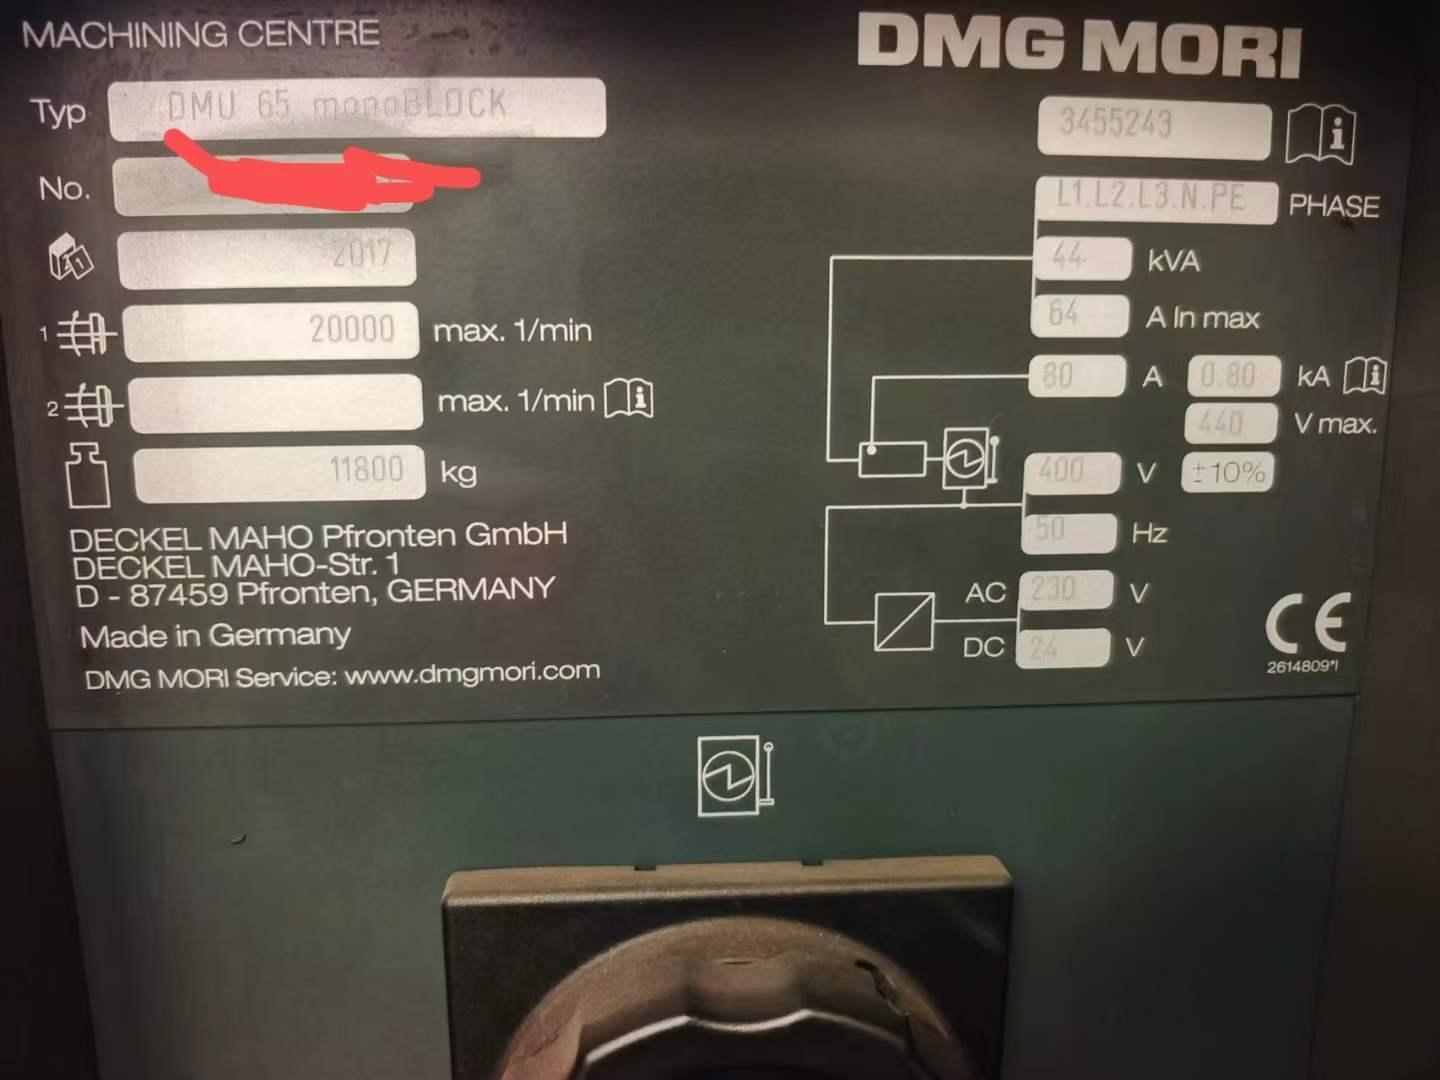 MACHINING CENTRE
DMG MORI
Typ DMU 65 monoBLOCK
3455243
No.
L1.L2.L3.N.PE PHASE
2017
44 kVA
1 20000 max. 1/min
64 A In max
2 max. 1/min
80 A 0.80 kA
440 V max.
11800 kg
400 V ±10%
50 Hz
DECKEL MAHO Pfronten GmbH
DECKEL MAHO-Str. 1
D - 87459 Pfronten, GERMANY
AC 230 V
Made in Germany
DC 24 V
CE
2614809*I
DMG MORI Service: www.dmgmori.com